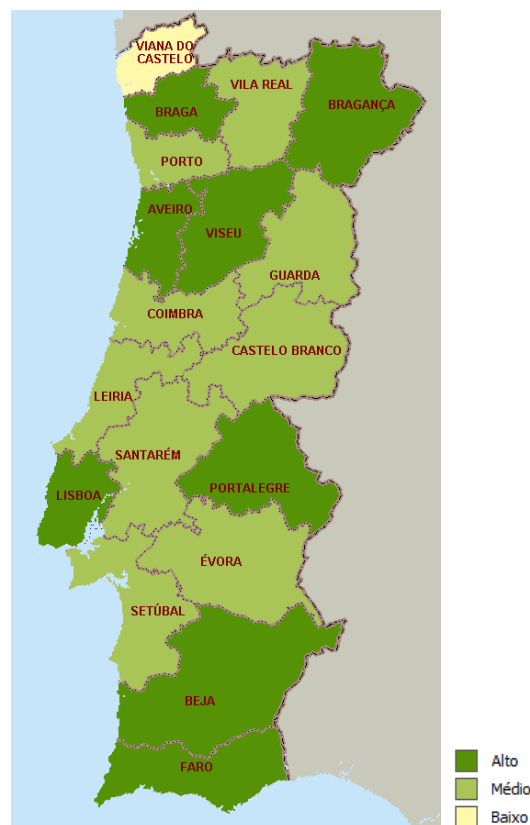 VIANA DO
CASTELO
VILA REAL
BRAGANÇA
BRAGA
PORTO
AVEIRO
VISEU
GUARDA
COIMBRA
CASTELO BRANCO
LEIRIA
SANTARÉM
LISBOA
PORTALEGRE
ÉVORA
SETÚBAL
BEJA
FARO
Alto
Médio
Baixo